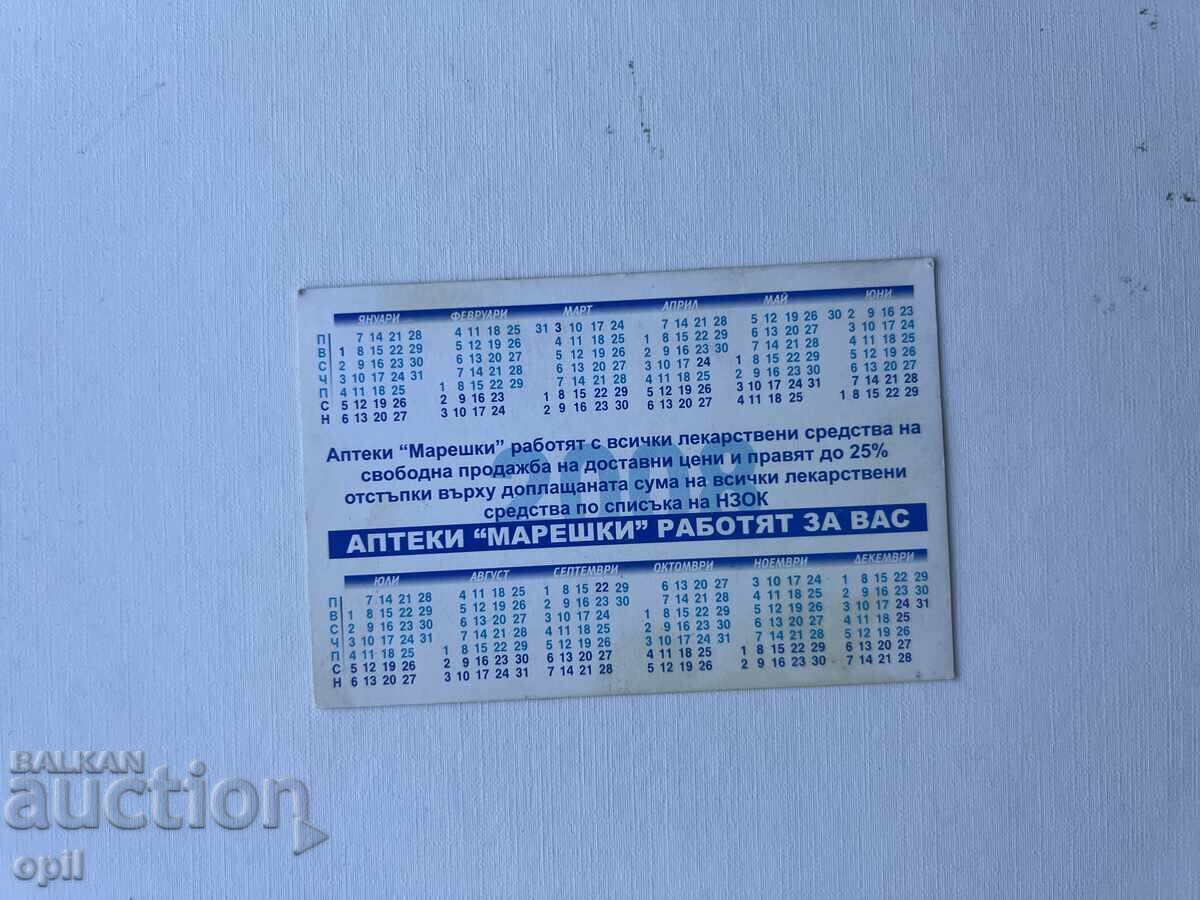 ЯНУАРИ ФЕВРУАРИ МАРТ АПРИЛ МАЙ ЮНИ
П 7 14 21 28 4 11 18 25 31 3 10 17 24 7 14 21 28 5 12 19 26 30 2 9 16 23
В 1 8 15 22 29 5 12 19 26 4 11 18 25 1 8 15 22 29 6 13 20 27 3 10 17 24
С 2 9 16 23 30 6 13 20 27 5 12 19 26 2 9 16 23 30 7 14 21 28 4 11 18 25
Ч 3 10 17 24 31 7 14 21 28 6 13 20 27 3 10 17 24 1 8 15 22 29 5 12 19 26
П 4 11 18 25 1 8 15 22 29 7 14 21 28 4 11 18 25 2 9 16 23 30 6 13 20 27
С 5 12 19 26 2 9 16 23 1 8 15 22 29 5 12 19 26 3 10 17 24 31 7 14 21 28
Н 6 13 20 27 3 10 17 24 2 9 16 23 30 6 13 20 27 4 11 18 25 1 8 15 22 29
2008
Аптеки “Марешки” работят с всички лекарствени средства на
свободна продажба на доставни цени и правят до 25%
отстъпки върху доплащаната сума на всички лекарствени
средства по списъка на НЗОК
АПТЕКИ “МАРЕШКИ” РАБОТЯТ ЗА ВАС
ЮЛИ АВГУСТ СЕПТЕМВРИ ОКТОМВРИ НОЕМВРИ ДЕКЕМВРИ
П 7 14 21 28 4 11 18 25 1 8 15 22 29 6 13 20 27 3 10 17 24 1 8 15 22 29
В 1 8 15 22 29 5 12 19 26 2 9 16 23 30 7 14 21 28 4 11 18 25 2 9 16 23 30
С 2 9 16 23 30 6 13 20 27 3 10 17 24 1 8 15 22 29 5 12 19 26 3 10 17 24 31
Ч 3 10 17 24 31 7 14 21 28 4 11 18 25 2 9 16 23 30 6 13 20 27 4 11 18 25
П 4 11 18 25 1 8 15 22 29 5 12 19 26 3 10 17 24 31 7 14 21 28 5 12 19 26
С 5 12 19 26 2 9 16 23 30 6 13 20 27 4 11 18 25 1 8 15 22 29 6 13 20 27
Н 6 13 20 27 3 10 17 24 31 7 14 21 28 5 12 19 26 2 9 16 23 30 7 14 21 28
BALKAN
auction
opil